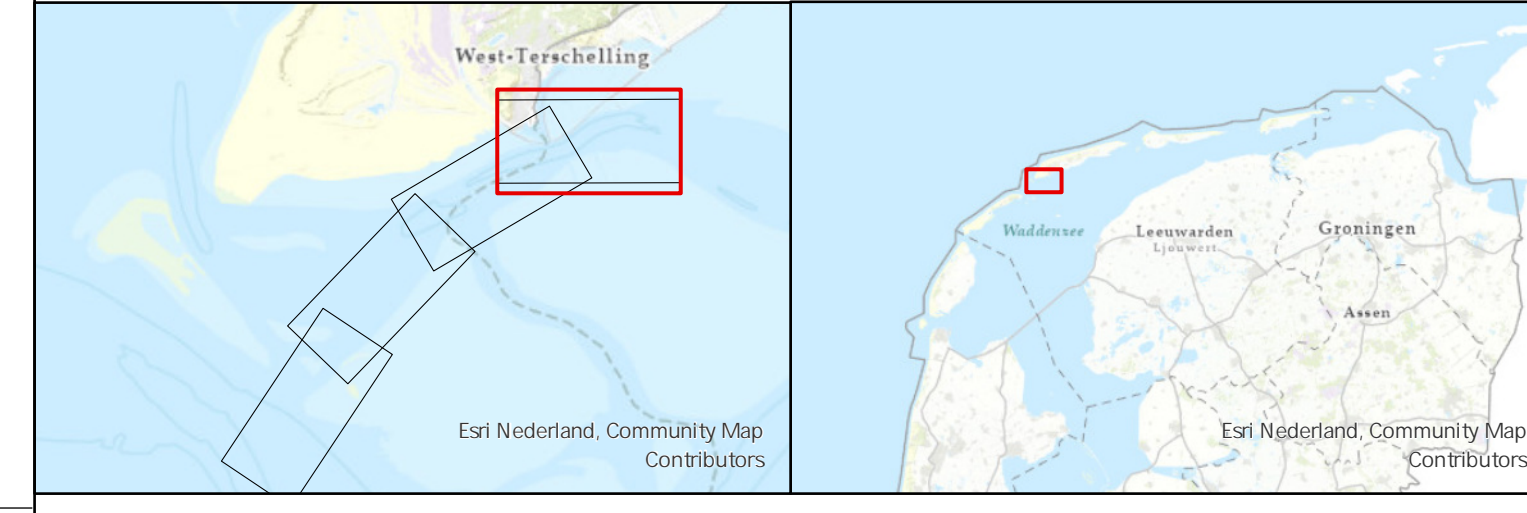 West-Terschelling
Esri Nederland, Community Map
Contributors
Waddenzee
Leeuwarden
Ljouwert
Groningen
Assen
Esri Nederland, Community Map
Contributors